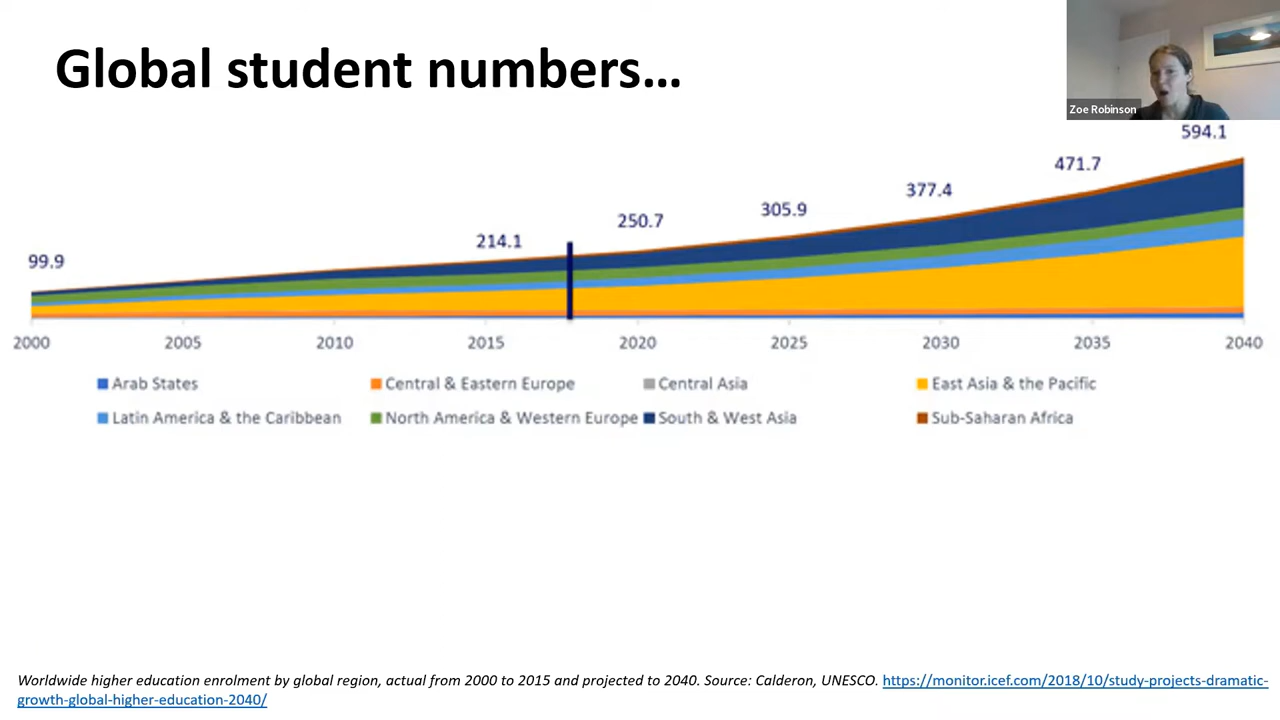 Global student numbers...
Zoe Robinson
594.1
471.7
377.4
305.9
250.7
214.1
99.9
2000 2005 2010 2015 2020 2025 2030 2035 2040
Arab States Central & Eastern Europe Central Asia East Asia & the Pacific
Latin America & the Caribbean North America & Western Europe South & West Asia Sub-Saharan Africa
Worldwide higher education enrolment by global region, actual from 2000 to 2015 and projected to 2040. Source: Calderon, UNESCO. https://monitor.icef.com/2018/10/study-projects-dramatic-
growth-global-higher-education-2040/